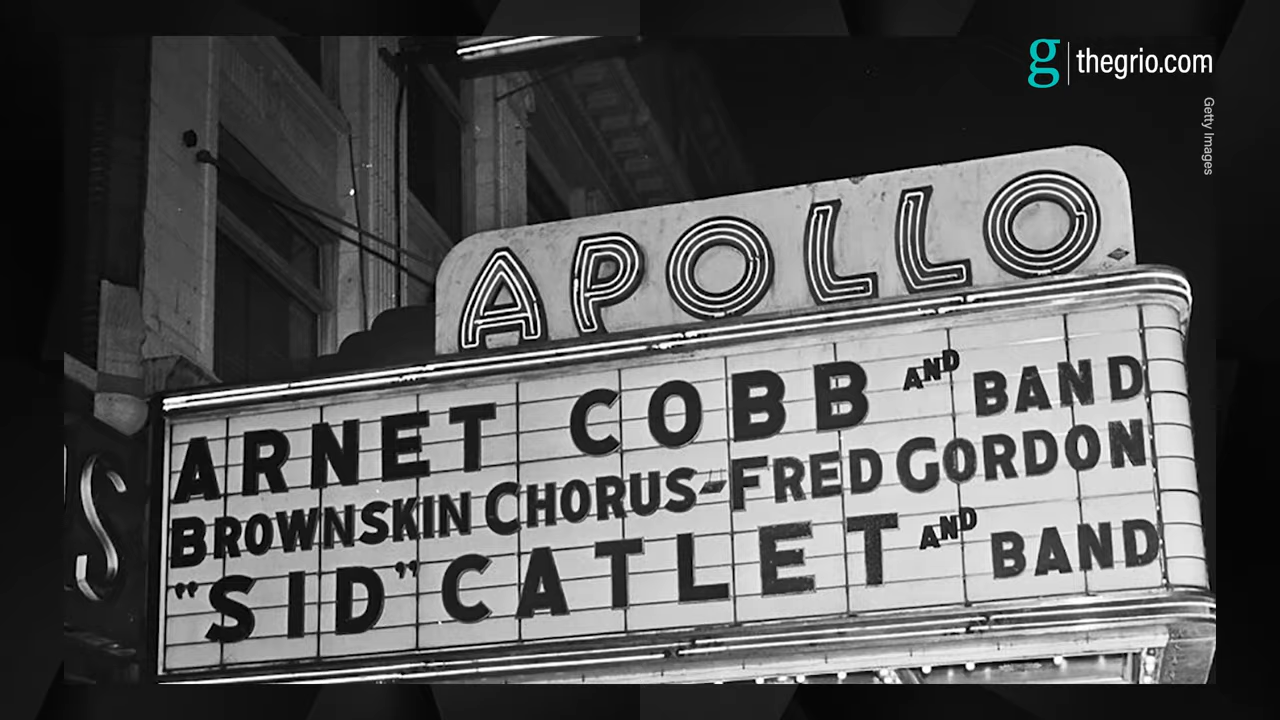 g thegrio.com
Getty Images
APOLLO
ARNET COBB AND BAND
BROWNSKIN CHORUS-FRED GORDON
"SID" CATLET AND BAND
S